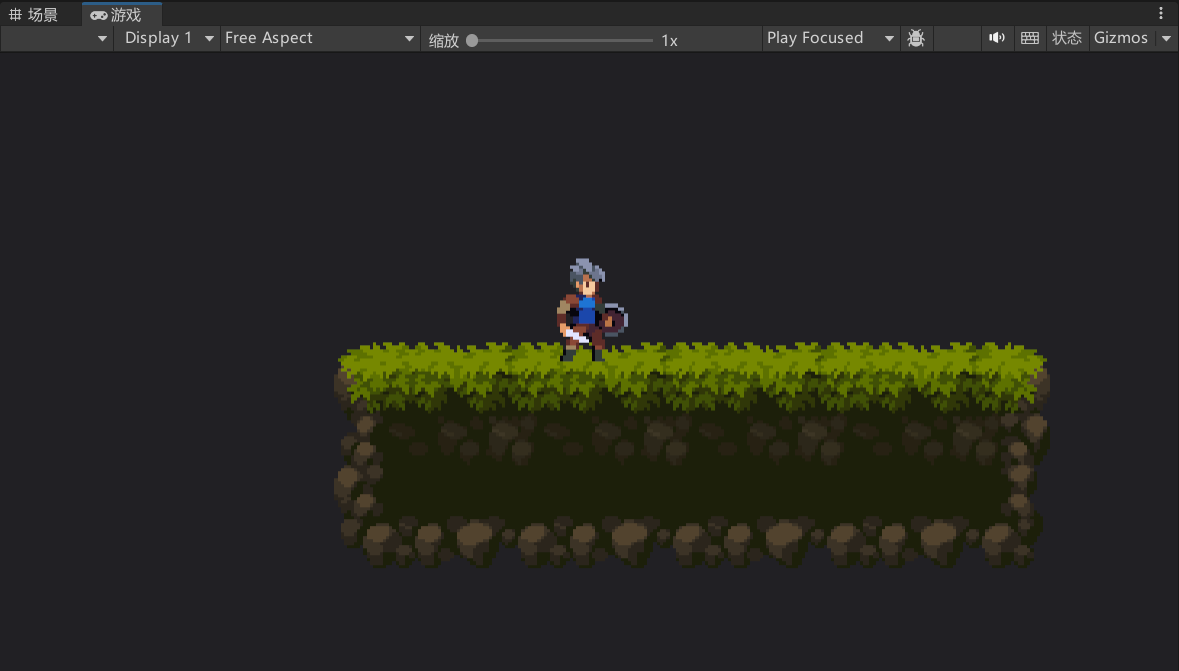 场景 游戏
Display 1 Free Aspect 缩放 1x Play Focused 状态 Gizmos